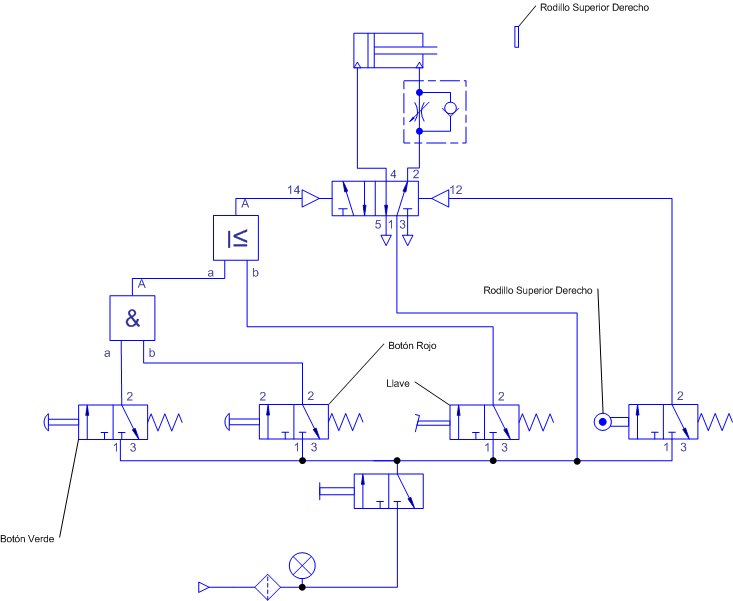 Rodillo Superior Derecho
4 2
14 12
A
5 1 3
≥1
a b
Rodillo Superior Derecho
A
&
Botón Rojo
a b
Llave
2 2 2 2 2
1 3 1 3 1 3 1 3
Botón Verde